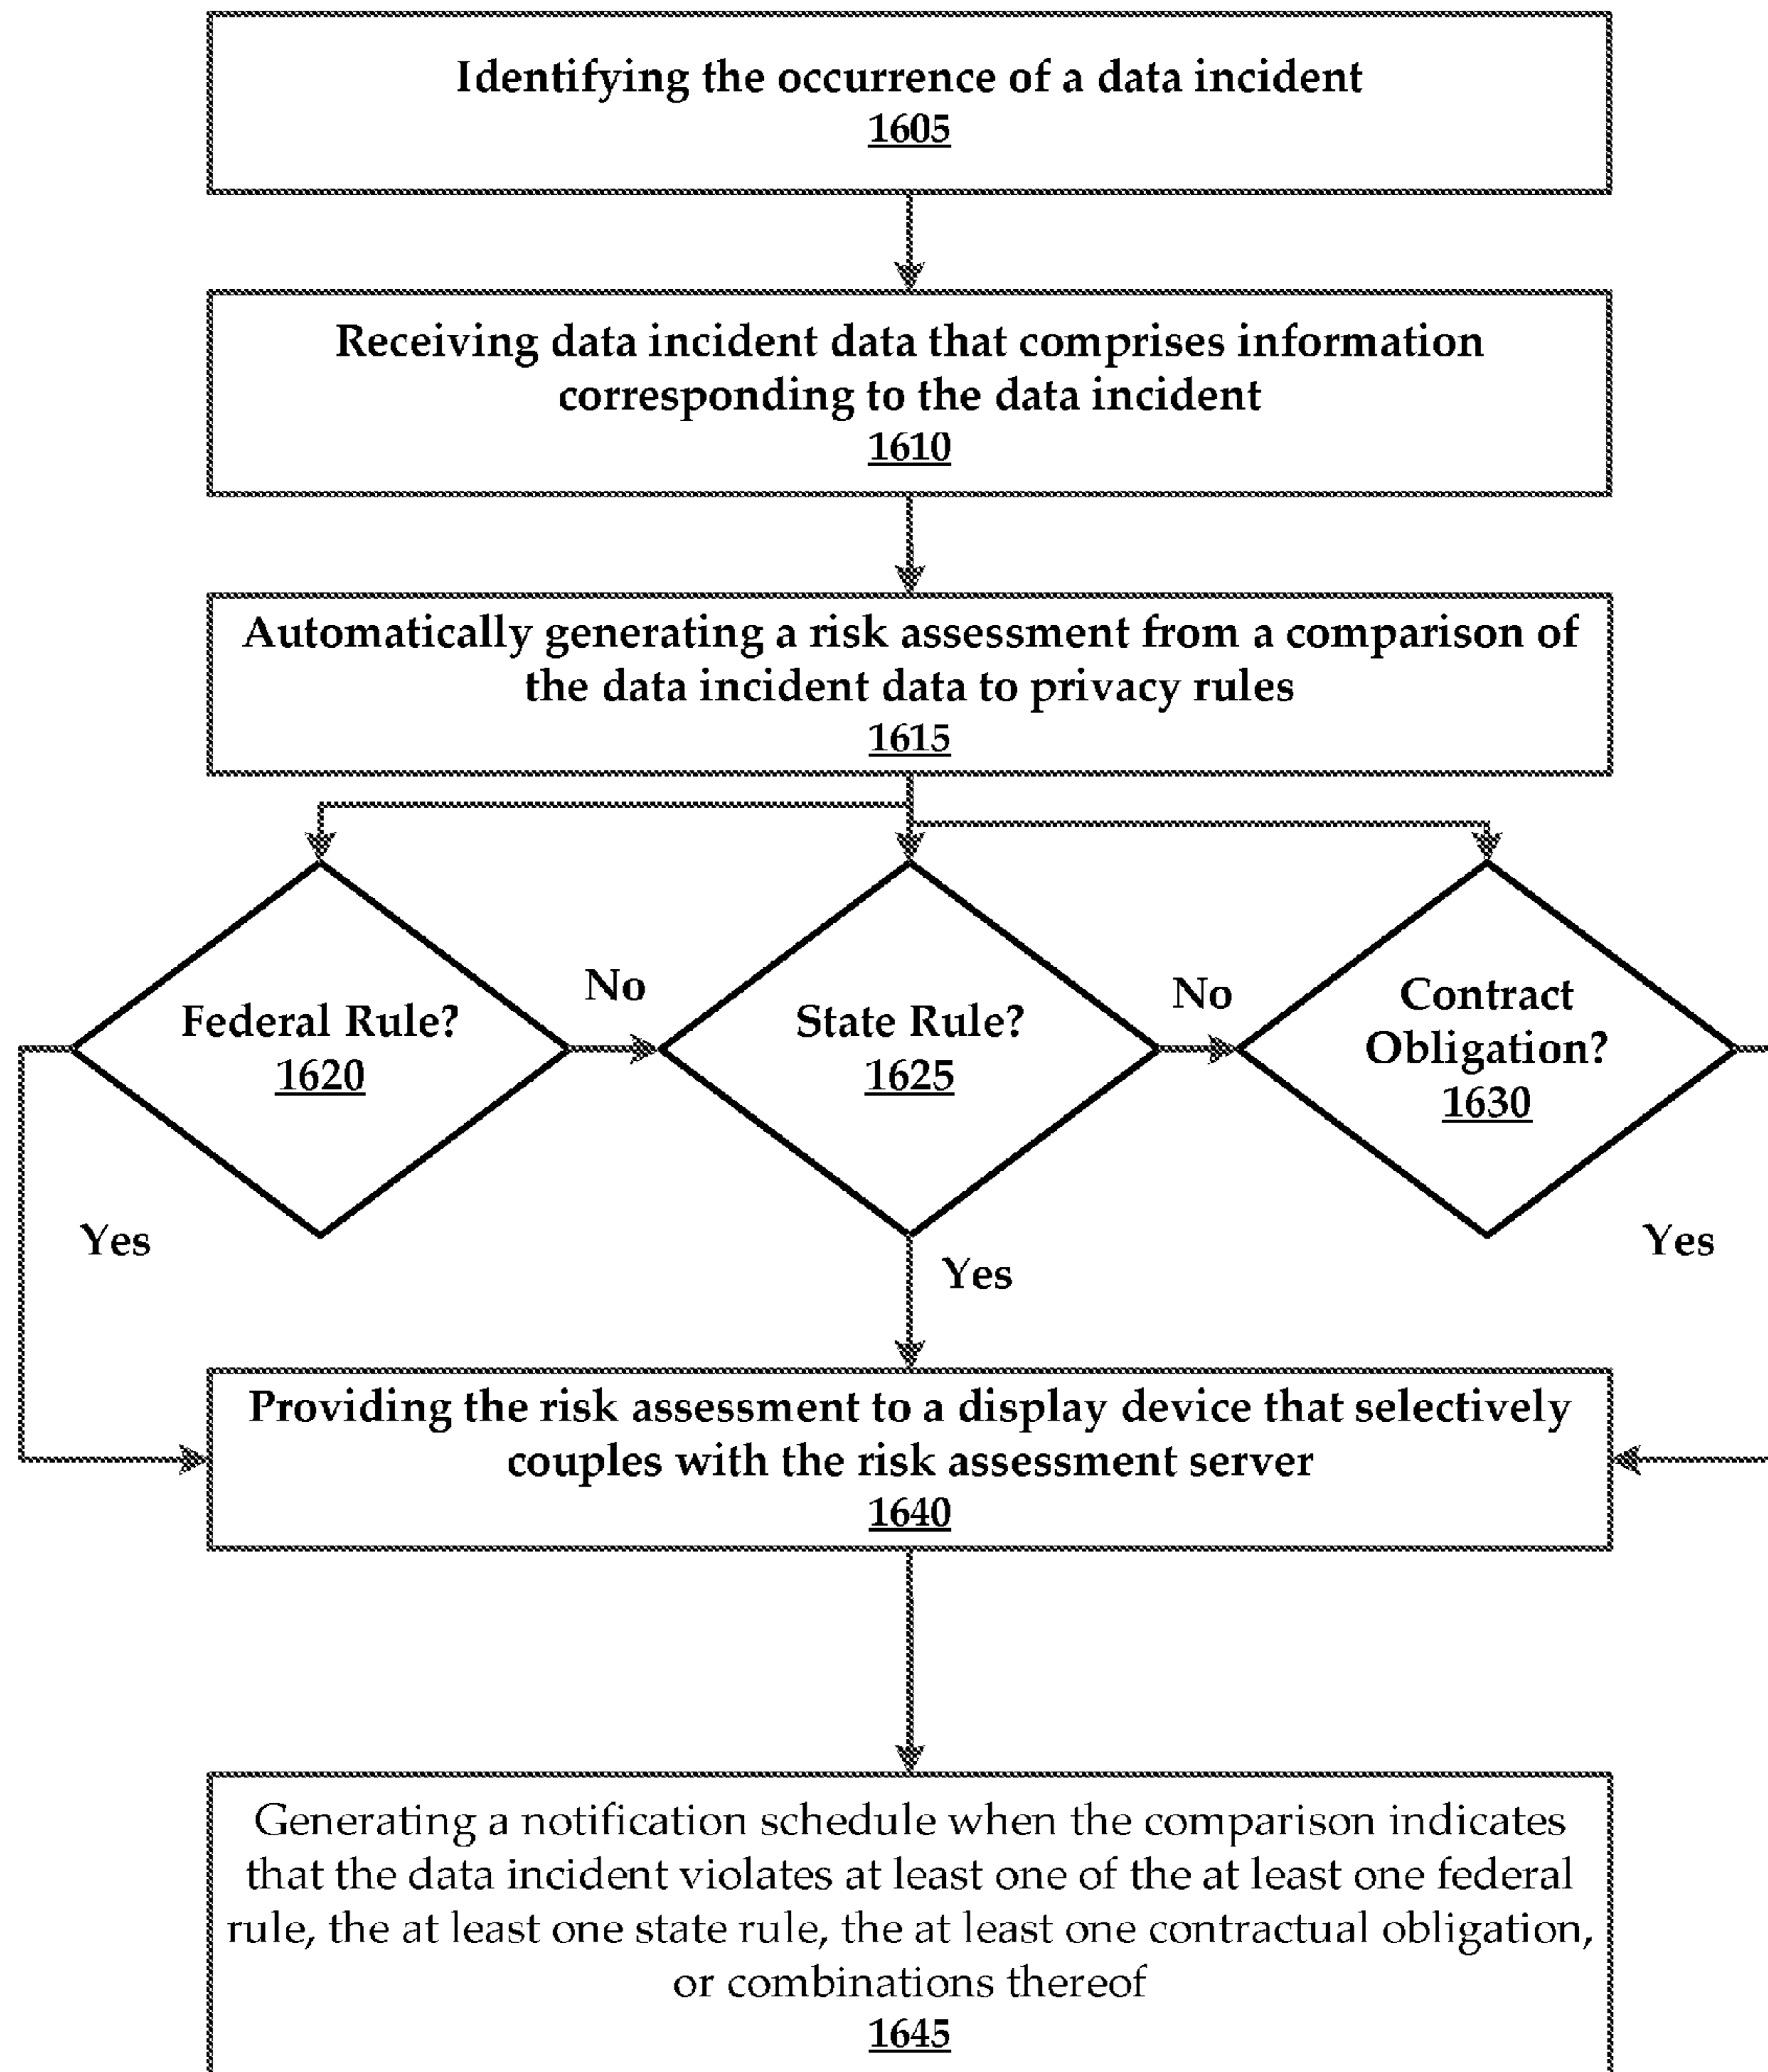 Identifying the occurrence of a data incident
1605
Receiving data incident data that comprises information
corresponding to the data incident
1610
Automatically generating a risk assessment from a comparison of
the data incident data to privacy rules
1615
Federal Rule?
1620
No
State Rule?
1625
No
Contract
Obligation?
1630
Yes
Yes
Yes
Providing the risk assessment to a display device that selectively
couples with the risk assessment server
1640
Generating a notification schedule when the comparison indicates
that the data incident violates at least one of the at least one federal
rule, the at least one state rule, the at least one contractual obligation,
or combinations thereof
1645